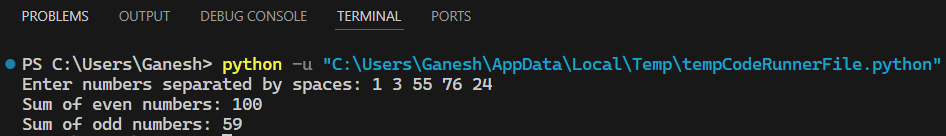 PROBLEMS OUTPUT DEBUG CONSOLE TERMINAL PORTS
PS C:\Users\Ganesh> python -u "C:\Users\Ganesh\AppData\Local\Temp\tempCodeRunnerFile.python"
Enter numbers separated by spaces: 1 3 55 76 24
Sum of even numbers: 100
Sum of odd numbers: 59